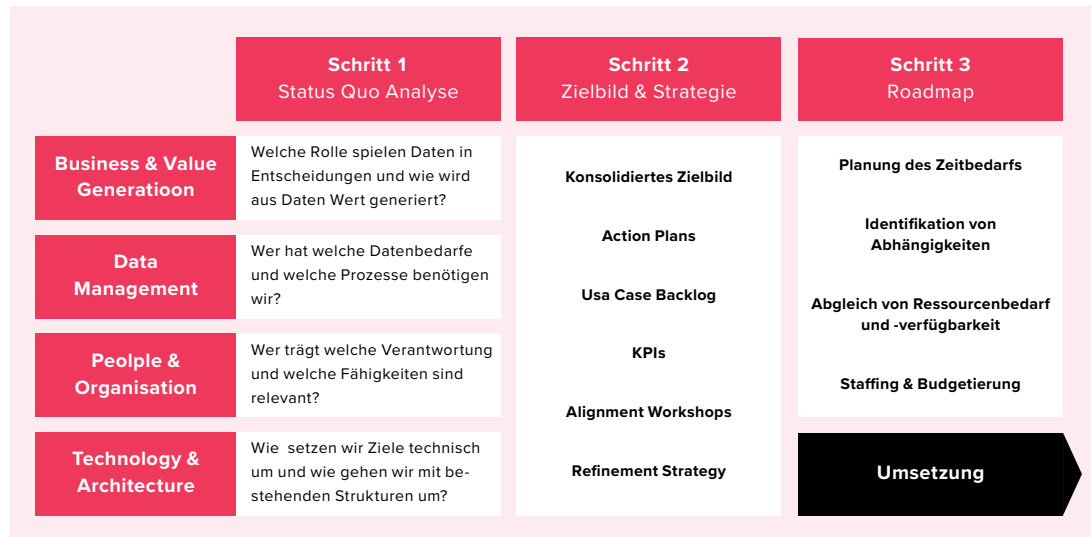 Schritt 1
Status Quo Analyse
Schritt 2
Zielbild & Strategie
Schritt 3
Roadmap
Business & Value
Generatioon
Welche Rolle spielen Daten in
Entscheidungen und wie wird
aus Daten Wert generiert?
Data
Management
Wer hat welche Datenbedarfe
und welche Prozesse benötigen
wir?
Peolple &
Organisation
Wer trägt welche Verantwortung
und welche Fähigkeiten sind
relevant?
Technology &
Architecture
Wie setzen wir Ziele technisch
um und wie gehen wir mit be-
stehenden Strukturen um?
Konsolidiertes Zielbild
Action Plans
Usa Case Backlog
KPIs
Alignment Workshops
Refinement Strategy
Planung des Zeitbedarfs
Identifikation von
Abhängigkeiten
Abgleich von Ressourcenbedarf
und -verfügbarkeit
Staffing & Budgetierung
Umsetzung